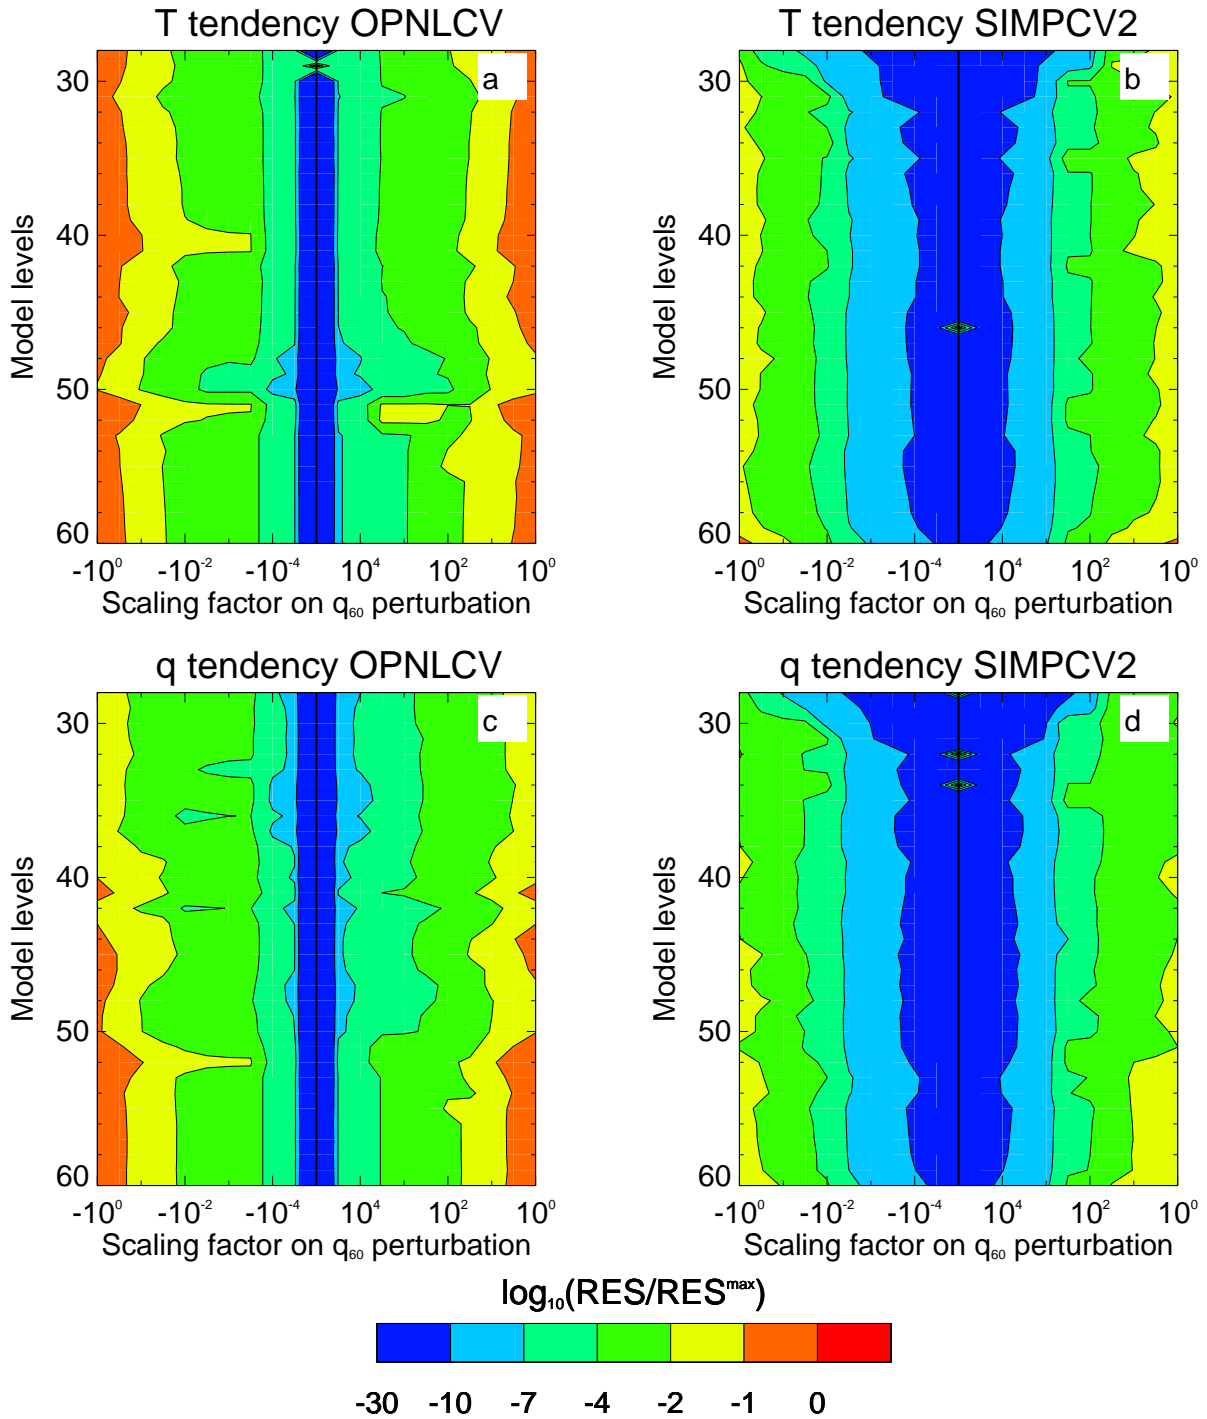 T tendency OPNLCV
T tendency SIMPCV2
a
b
30
40
50
60
Model levels
30
40
50
60
Model levels
-10⁰ -10⁻² -10⁻⁴ 10⁴ 10² 10⁰
-10⁰ -10⁻² -10⁻⁴ 10⁴ 10² 10⁰
Scaling factor on q₆₀ perturbation
Scaling factor on q₆₀ perturbation
q tendency OPNLCV
q tendency SIMPCV2
c
d
30
40
50
60
Model levels
30
40
50
60
Model levels
-10⁰ -10⁻² -10⁻⁴ 10⁴ 10² 10⁰
-10⁰ -10⁻² -10⁻⁴ 10⁴ 10² 10⁰
Scaling factor on q₆₀ perturbation
Scaling factor on q₆₀ perturbation
log₁₀(RES/RESᵐᵃˣ)
-30 -10 -7 -4 -2 -1 0